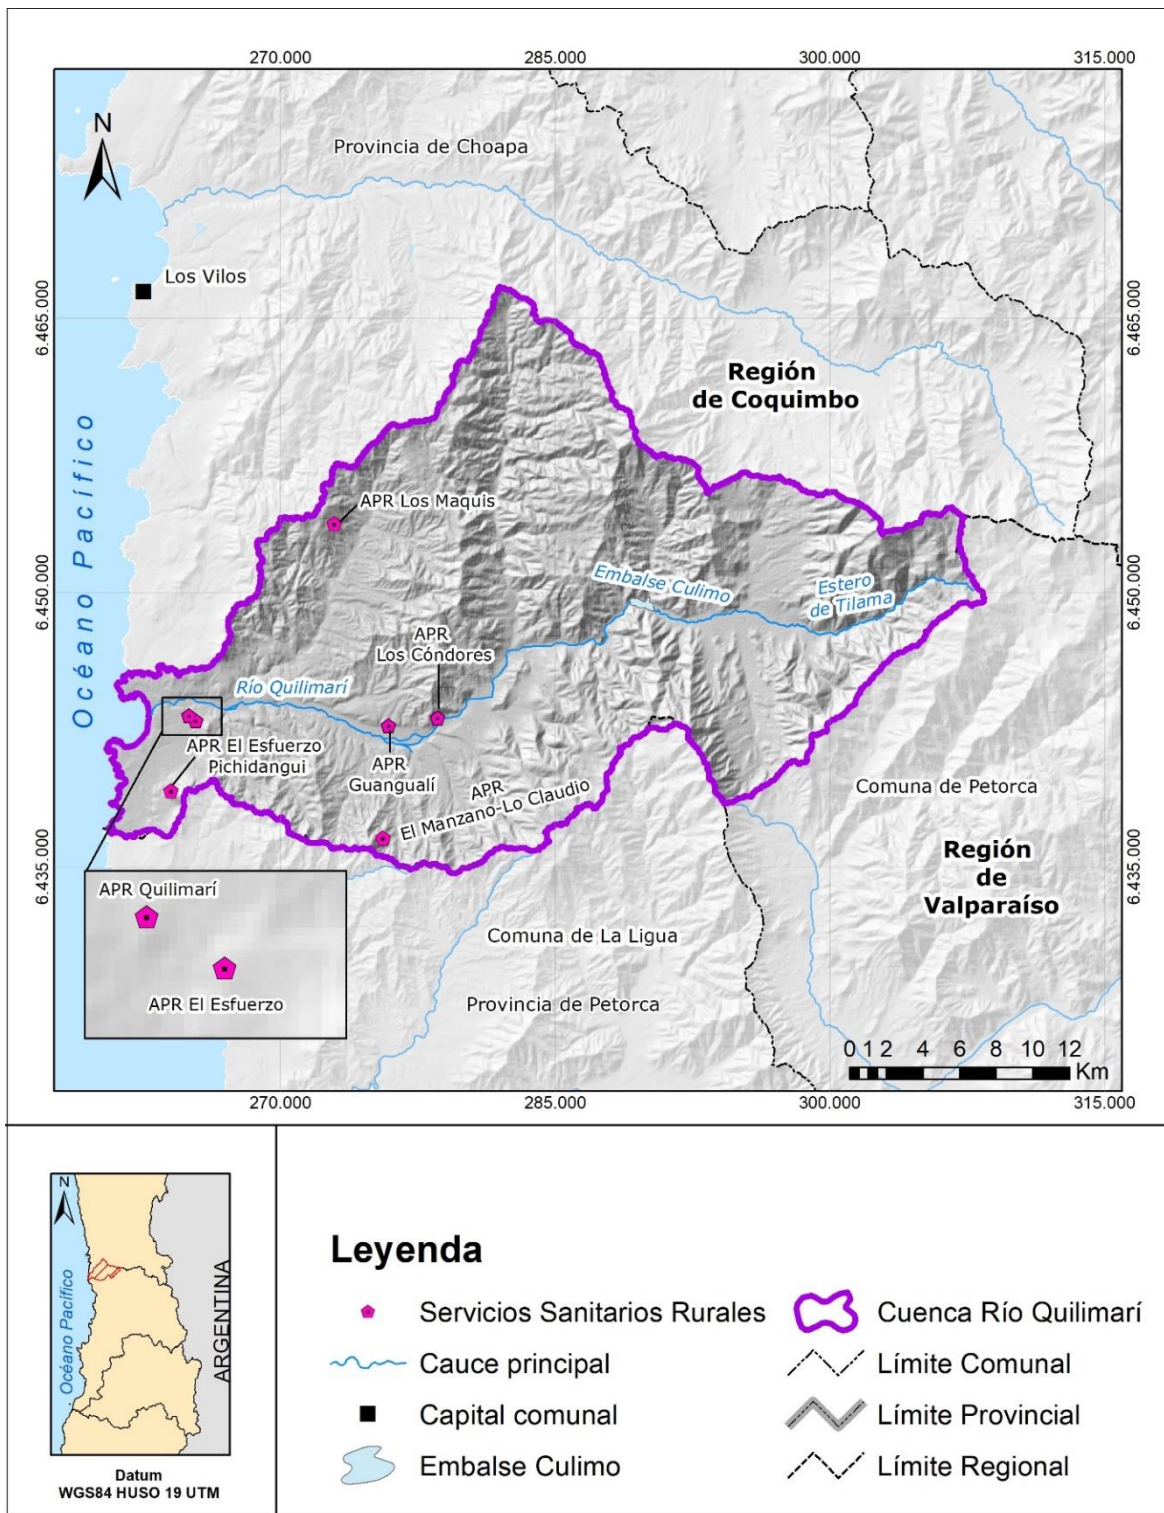 270.000
285.000
300.000
315.000
N
Provincia de Choapa
Los Vilos
6.465.000
6.465.000
Región
de Coquimbo
Océano Pacífico
APR Los Maquis
Embalse Culimo
Estero
de Tilama
6.450.000
6.450.000
APR
Los Cóndores
Río Quilimarí
APR El Esfuerzo
Pichidangui
APR
Guangualí
APR
El Manzano-Lo Claudio
Comuna de Petorca
6.435.000
6.435.000
Región
de
Valparaíso
APR Quilimarí
APR El Esfuerzo
Comuna de La Ligua
Provincia de Petorca
0 1 2 4 6 8 10 12
Km
270.000
285.000
300.000
315.000
N
Océano Pacífico
ARGENTINA
Datum
WGS84 HUSO 19 UTM
Leyenda
Servicios Sanitarios Rurales
Cauce principal
Capital comunal
Embalse Culimo
Cuenca Río Quilimarí
Límite Comunal
Límite Provincial
Límite Regional